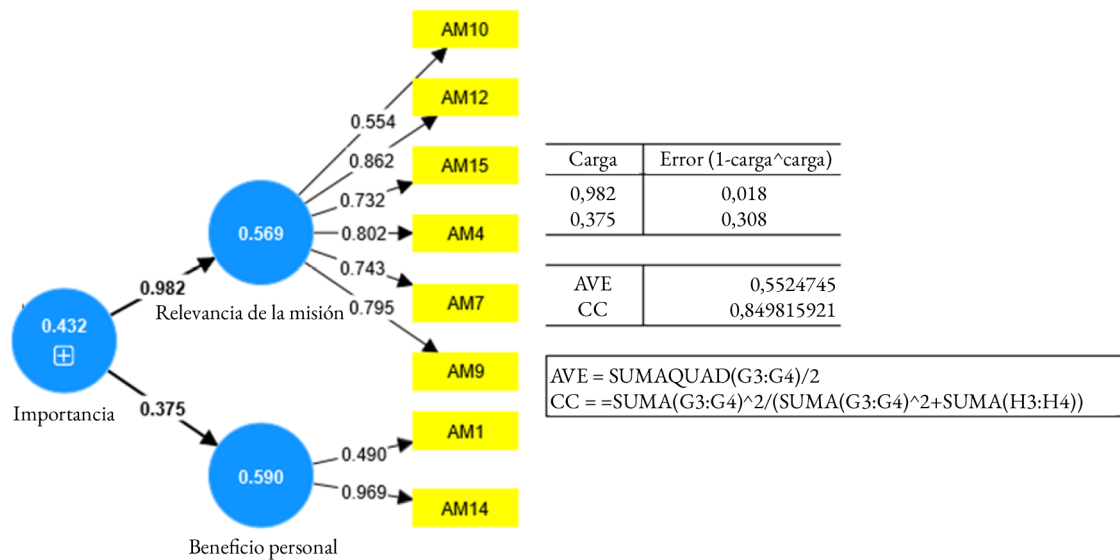 AM10
AM12
AM15
AM4
AM7
AM9
AM1
AM14
0.554
0.862
0.732
0.802
0.743
0.795
0.569
Relevancia de la misión
0.982
0.432
Importancia
0.375
0.590
Beneficio personal
0.490
0.969
Carga Error (1-carga^carga)
0,982 0,018
0,375 0,308
AVE 0,5524745
CC 0,849815921
AVE = SUMAQUAD(G3:G4)/2
CC = =SUMA(G3:G4)^2/(SUMA(G3:G4)^2+SUMA(H3:H4))